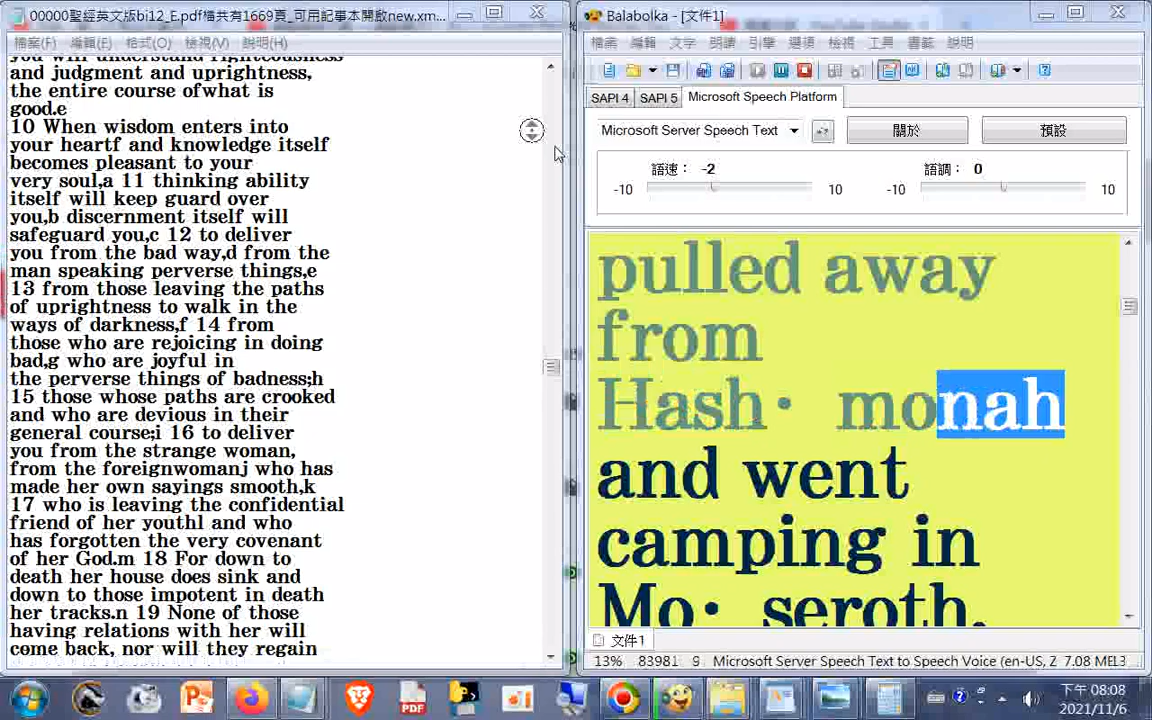 00000聖經英文版bi12_E.pdf檔共有1669頁_可用記事本開啟new.xm...
檔案(F) 編輯(E) 格式(O) 檢視(V) 說明(H)
you will understand righteousness
and judgment and uprightness,
the entire course ofwhat is
good.e
10 When wisdom enters into
your heartf and knowledge itself
becomes pleasant to your
very soul,a 11 thinking ability
itself will keep guard over
you,b discernment itself will
safeguard you,c 12 to deliver
you from the bad way,d from the
man speaking perverse things,e
13 from those leaving the paths
of uprightness to walk in the
ways of darkness,f 14 from
those who are rejoicing in doing
bad,g who are joyful in
the perverse things of badness;h
15 those whose paths are crooked
and who are devious in their
general course;i 16 to deliver
you from the strange woman,
from the foreignwomanj who has
made her own sayings smooth,k
17 who is leaving the confidential
friend of her youthl and who
has forgotten the very covenant
of her God.m 18 For down to
death her house does sink and
down to those impotent in death
her tracks.n 19 None of those
having relations with her will
come back, nor will they regain
Balabolka - [文件1]
檔案 編輯 文字 朗讀 引擎 選項 檢視 工具 書籤 說明
SAPI 4 SAPI 5 Microsoft Speech Platform
Microsoft Server Speech Text 關於 預設
語速： -2 語調： 0
-10 10 -10 10
pulled away
from
Hash· monah
and went
camping in
Mo· seroth.
文件1
13% 83981 9 Microsoft Server Speech Text to Speech Voice (en-US, Z 7.08 МЕЗ
PDF
下午 08:08
2021/11/6